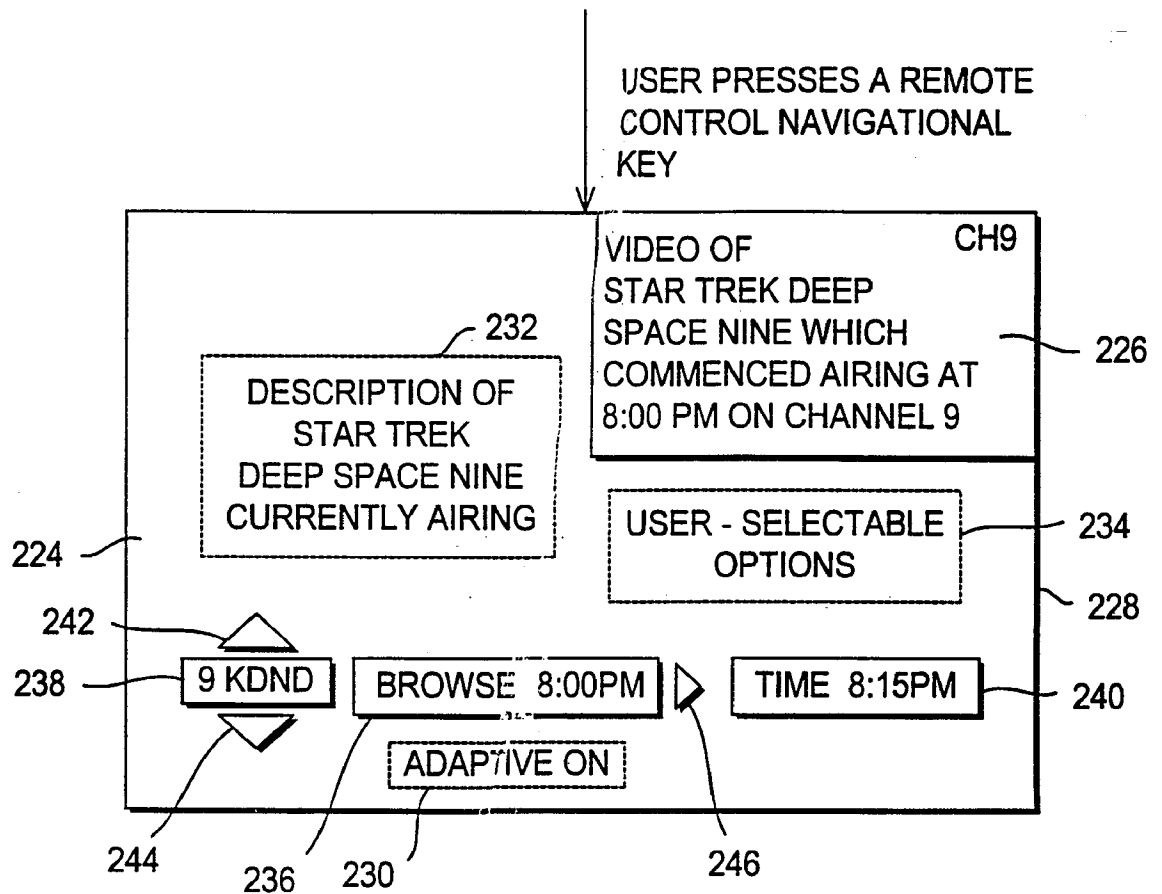 USER PRESSES A REMOTE
CONTROL NAVIGATIONAL
KEY
CH9
VIDEO OF
STAR TREK DEEP
SPACE NINE WHICH
COMMENCED AIRING AT
8:00 PM ON CHANNEL 9
226
232
DESCRIPTION OF
STAR TREK
DEEP SPACE NINE
CURRENTLY AIRING
USER - SELECTABLE
OPTIONS
234
224
228
242
238
9 KDND
BROWSE 8:00PM
TIME 8:15PM
240
ADAPTIVE ON
244
236
230
246